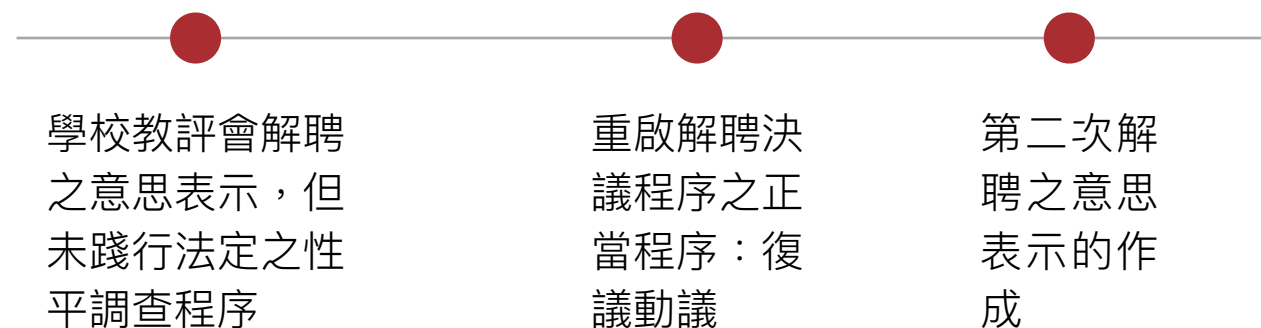 學校教評會解聘
之意思表示，但
未踐行法定之性
平調查程序
重啟解聘決
議程序之正
當程序：復
議動議
第二次解
聘之意思
表示的作
成